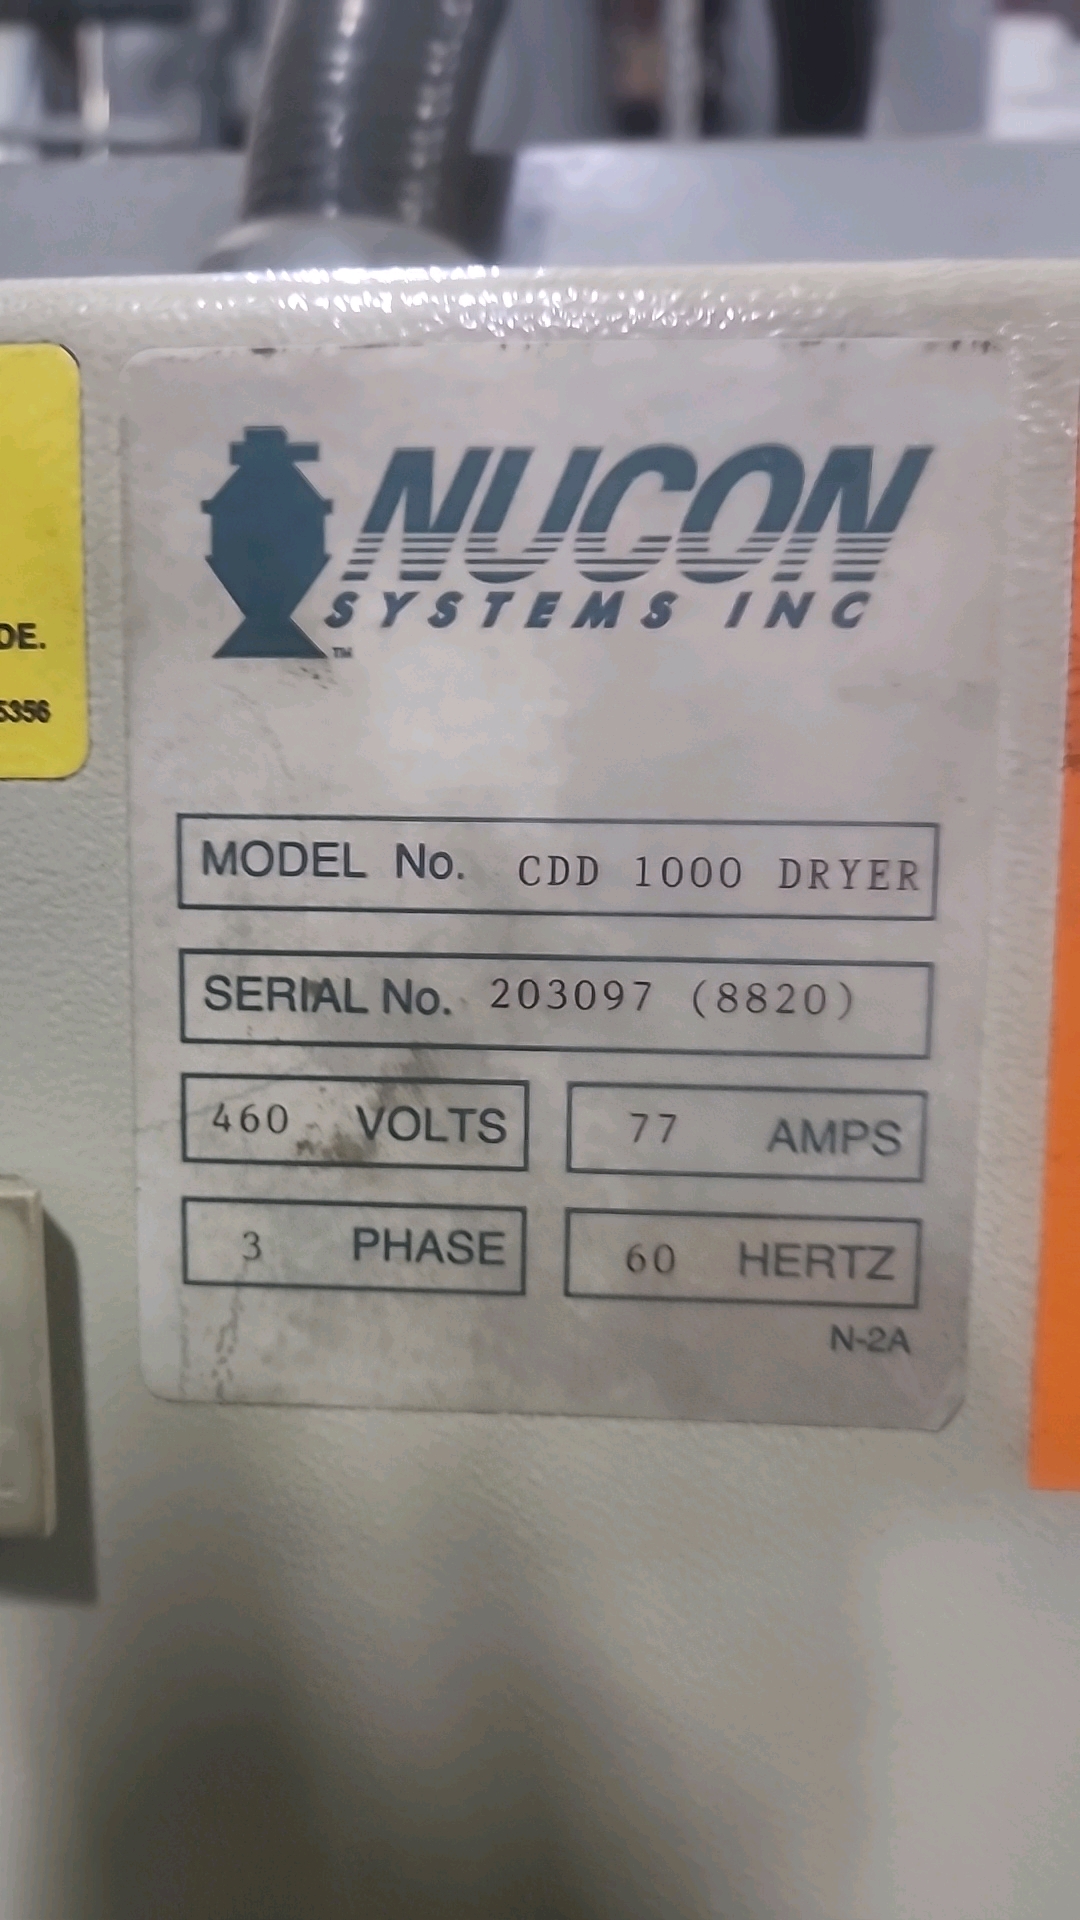 DE.
5356
NUCON
SYSTEMS INC
TM
MODEL No. CDD 1000 DRYER
SERIAL No. 203097 (8820)
460 VOLTS
77 AMPS
3 PHASE
60 HERTZ
N-2A